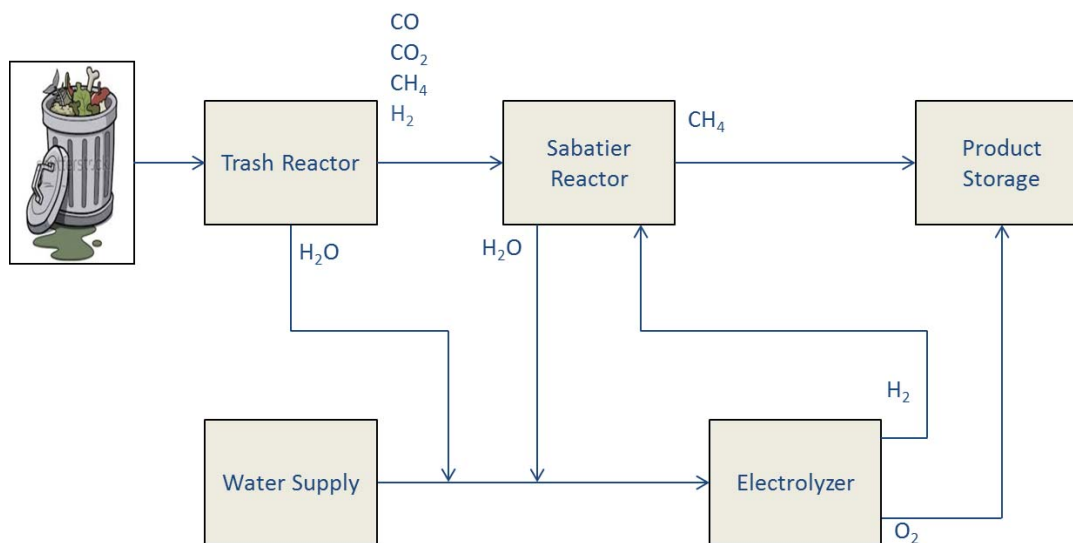 CO
CO₂
CH₄
H₂
Trash Reactor
Sabatier
Reactor
CH₄
Product
Storage
H₂O
H₂O
H₂
Water Supply
Electrolyzer
O₂